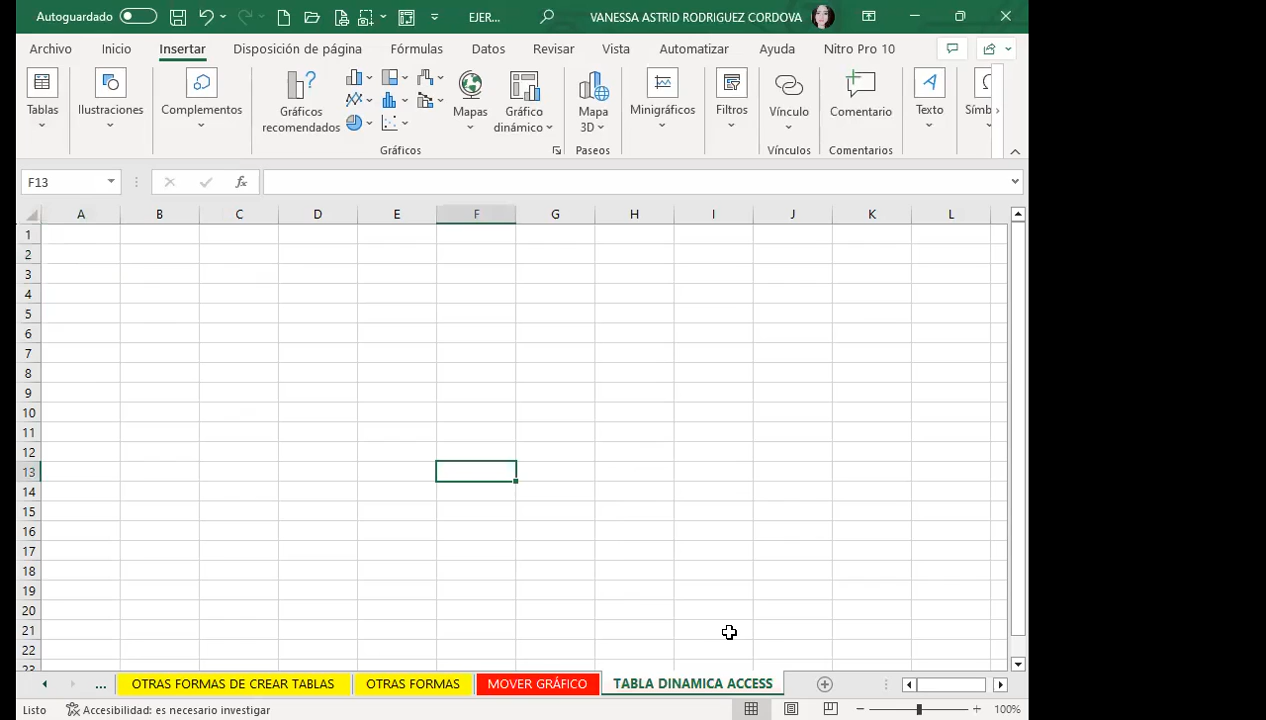 Autoguardado EJER... VANESSA ASTRID RODRIGUEZ CORDOVA
Archivo Inicio Insertar Disposición de página Fórmulas Datos Revisar Vista Automatizar Ayuda Nitro Pro 10
Tablas Ilustraciones Complementos Gráficos recomendados Mapas Gráfico dinámico Mapa 3D Minigráficos Filtros Vínculo Comentario Texto Símb
Gráficos Paseos Vínculos Comentarios
F13 fx
A B C D E F G H I J K L
1
2
3
4
5
6
7
8
9
10
11
12
13
14
15
16
17
18
19
20
21
22
23
... OTRAS FORMAS DE CREAR TABLAS OTRAS FORMAS MOVER GRÁFICO TABLA DINAMICA ACCESS
Listo Accesibilidad: es necesario investigar 100%